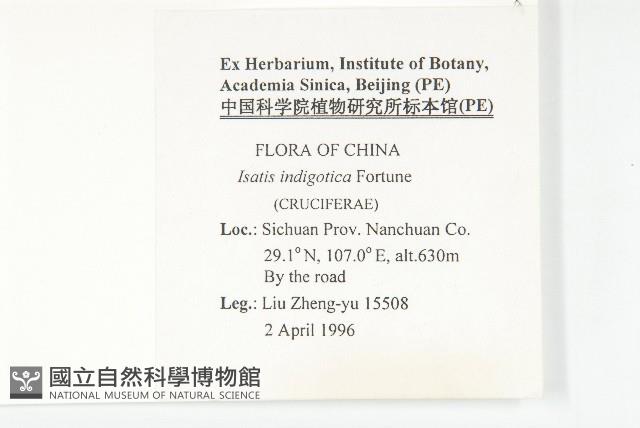 Ex Herbarium, Institute of Botany,
Academia Sinica, Beijing (PE)
中国科学院植物研究所标本馆(PE)
FLORA OF CHINA
Isatis indigotica Fortune
(CRUCIFERAE)
Loc.: Sichuan Prov. Nanchuan Co.
29.1° N, 107.0° E, alt.630m
By the road
Leg.: Liu Zheng-yu 15508
2 April 1996
國立自然科學博物館
NATIONAL MUSEUM OF NATURAL SCIENCE